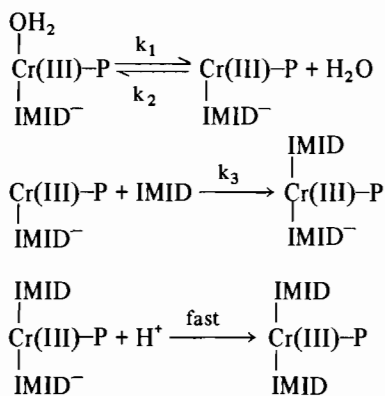 OH₂
k₁
Cr(III)–P ⇌ Cr(III)–P + H₂O
k₂
IMID⁻ IMID⁻
IMID
Cr(III)–P + IMID k₃ → Cr(III)–P
IMID⁻ IMID⁻
IMID IMID
Cr(III)–P + H⁺ fast → Cr(III)–P
IMID⁻ IMID